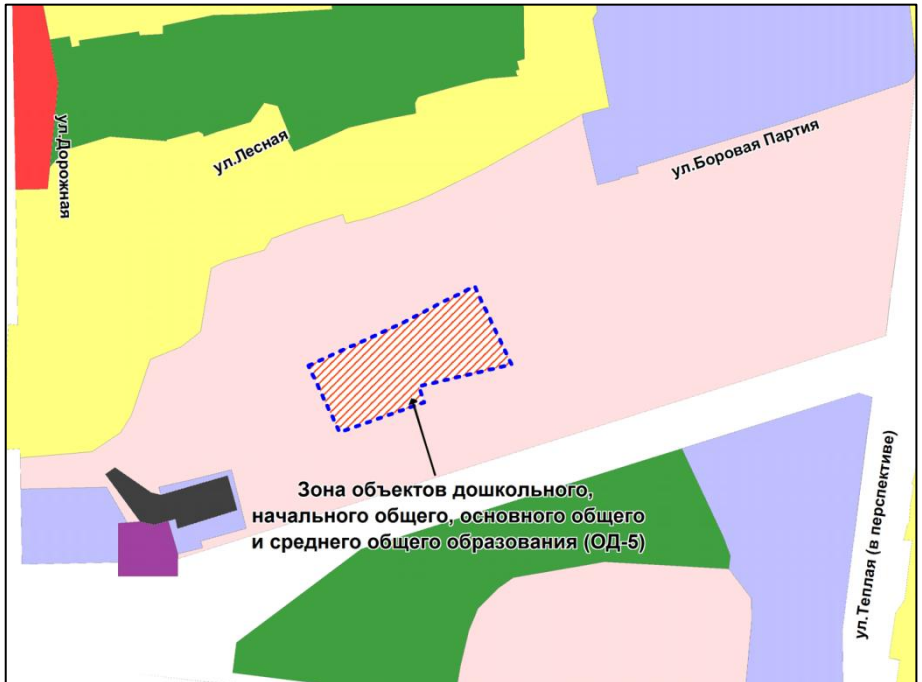 ул.Дорожная
ул.Лесная
ул.Боровая Партия
Зона объектов дошкольного,
начального общего, основного общего
и среднего общего образования (ОД-5)
ул.Теплая (в перспективе)